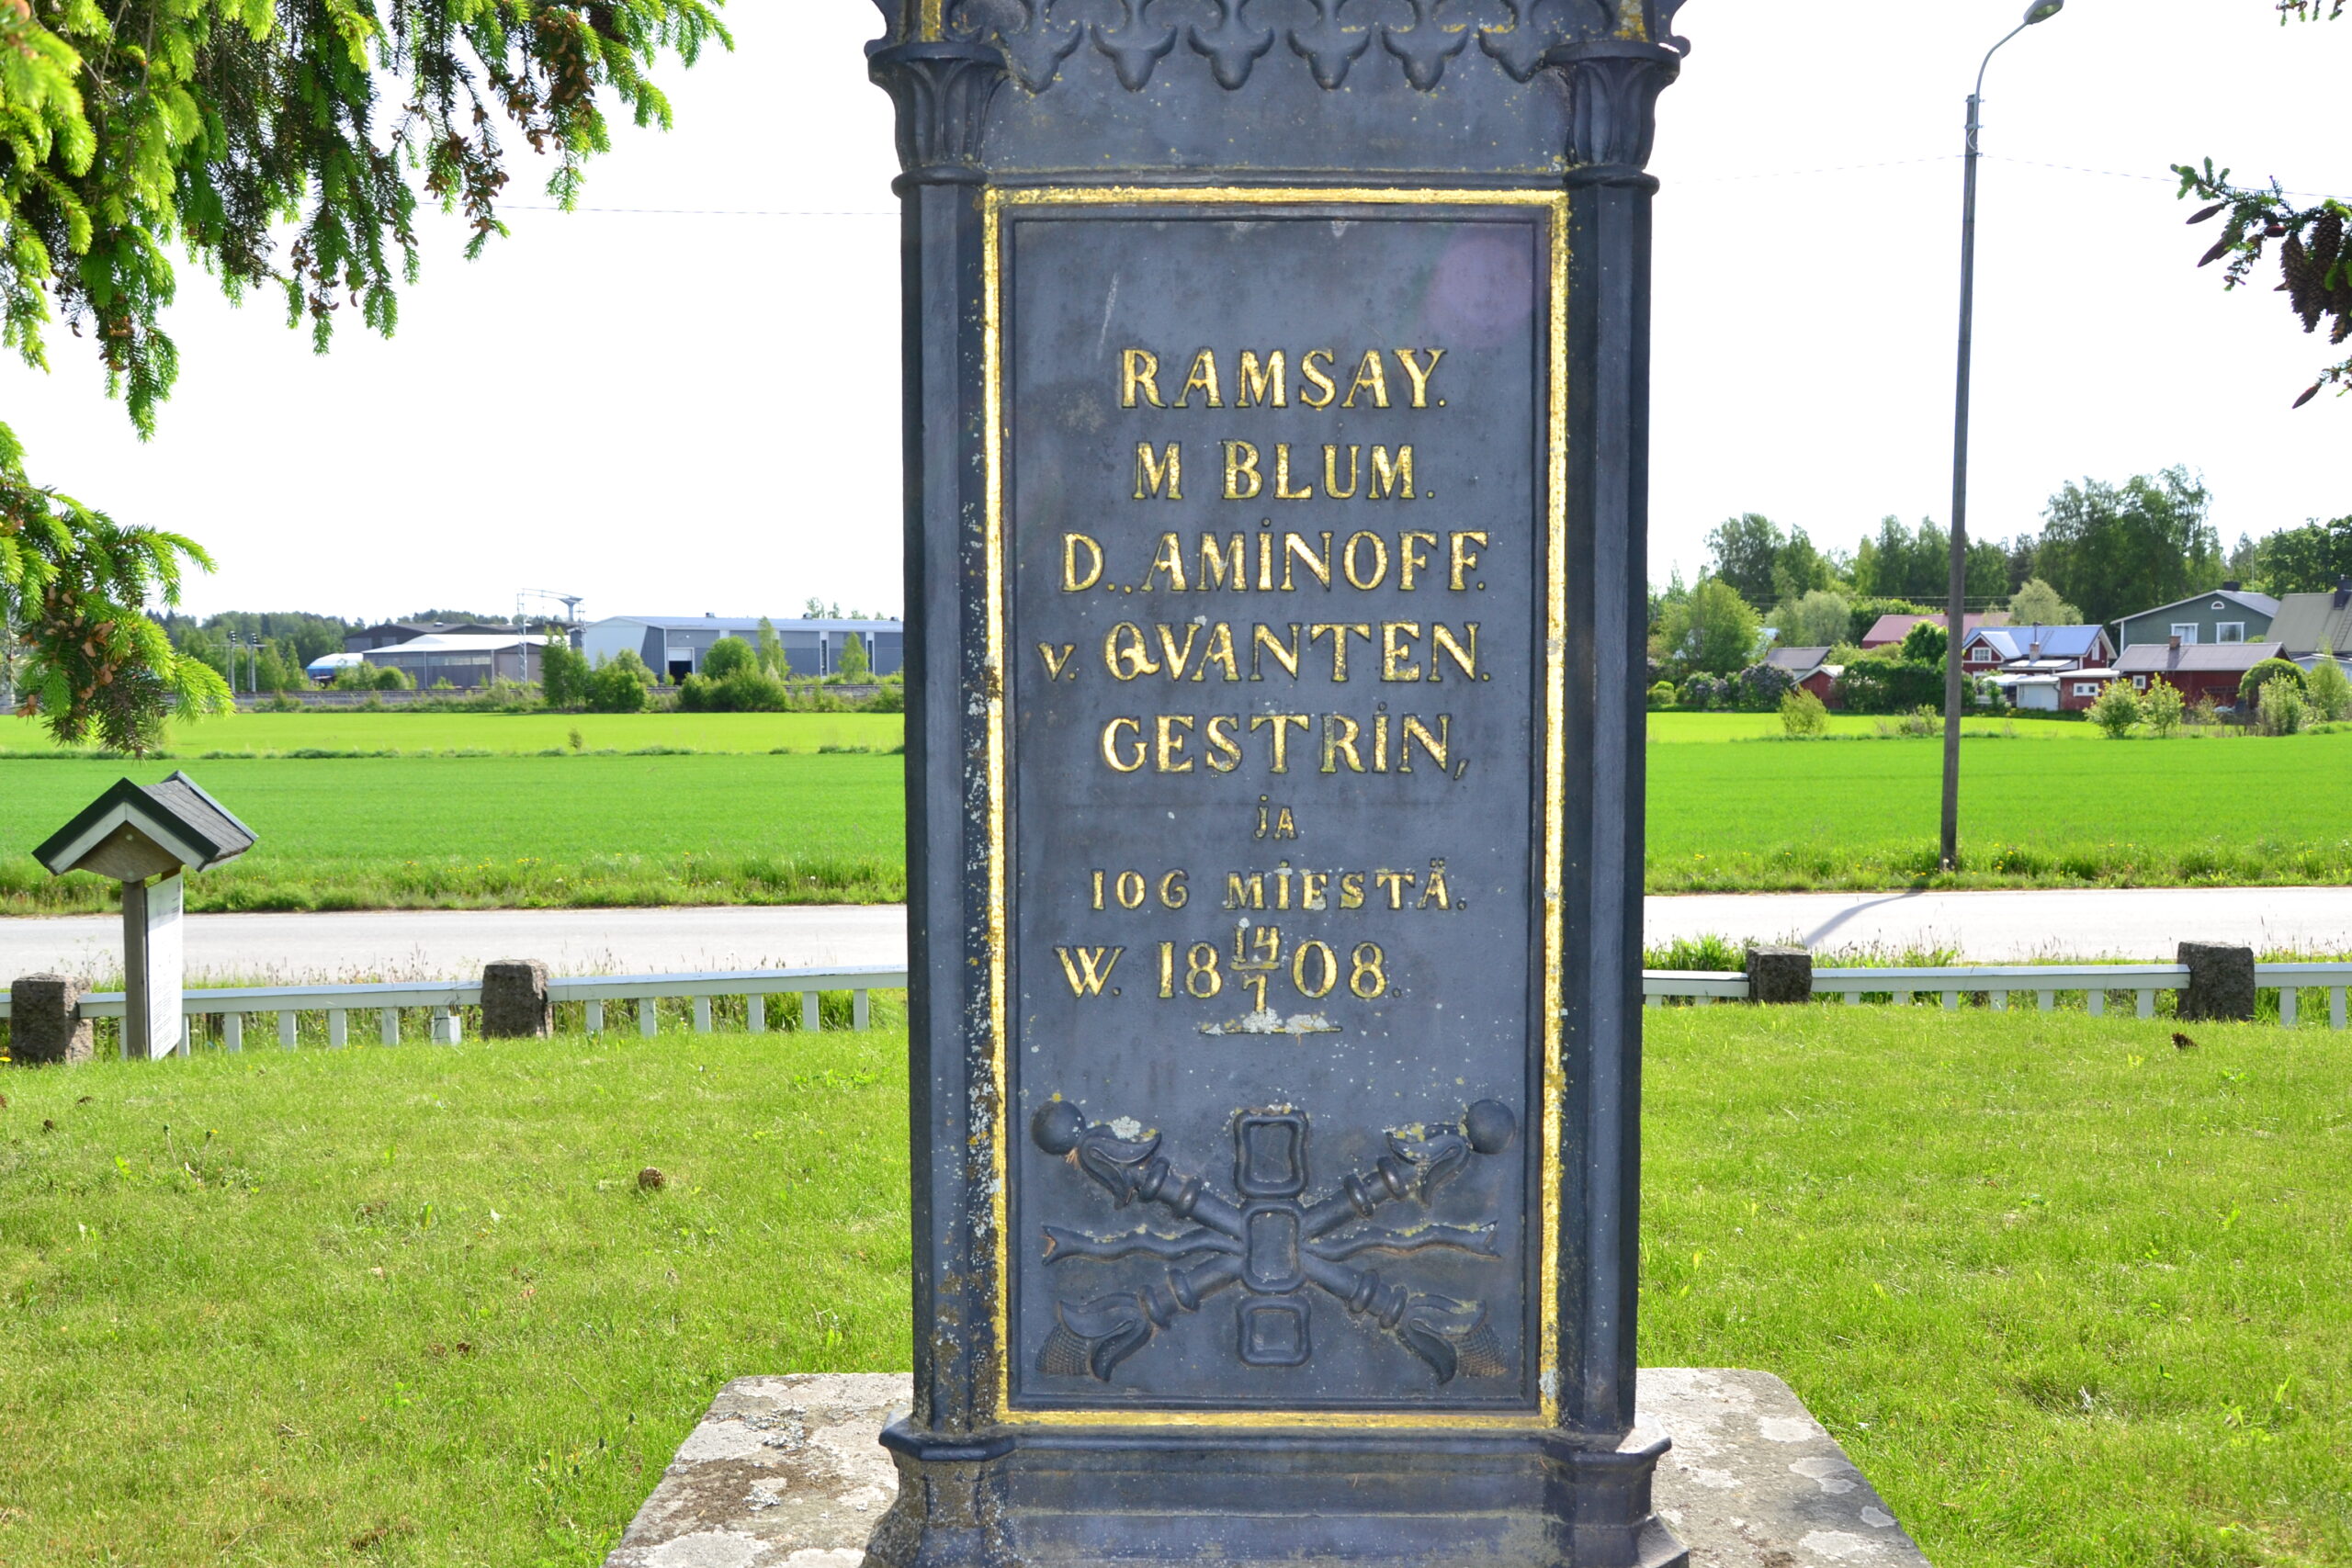 RAMSAY.
M BLUM.
D.. AMINOFF.
v. QVANTEN.
GESTRIN,
ja
106 MIESTÄ.
W. 18 14/7 08.